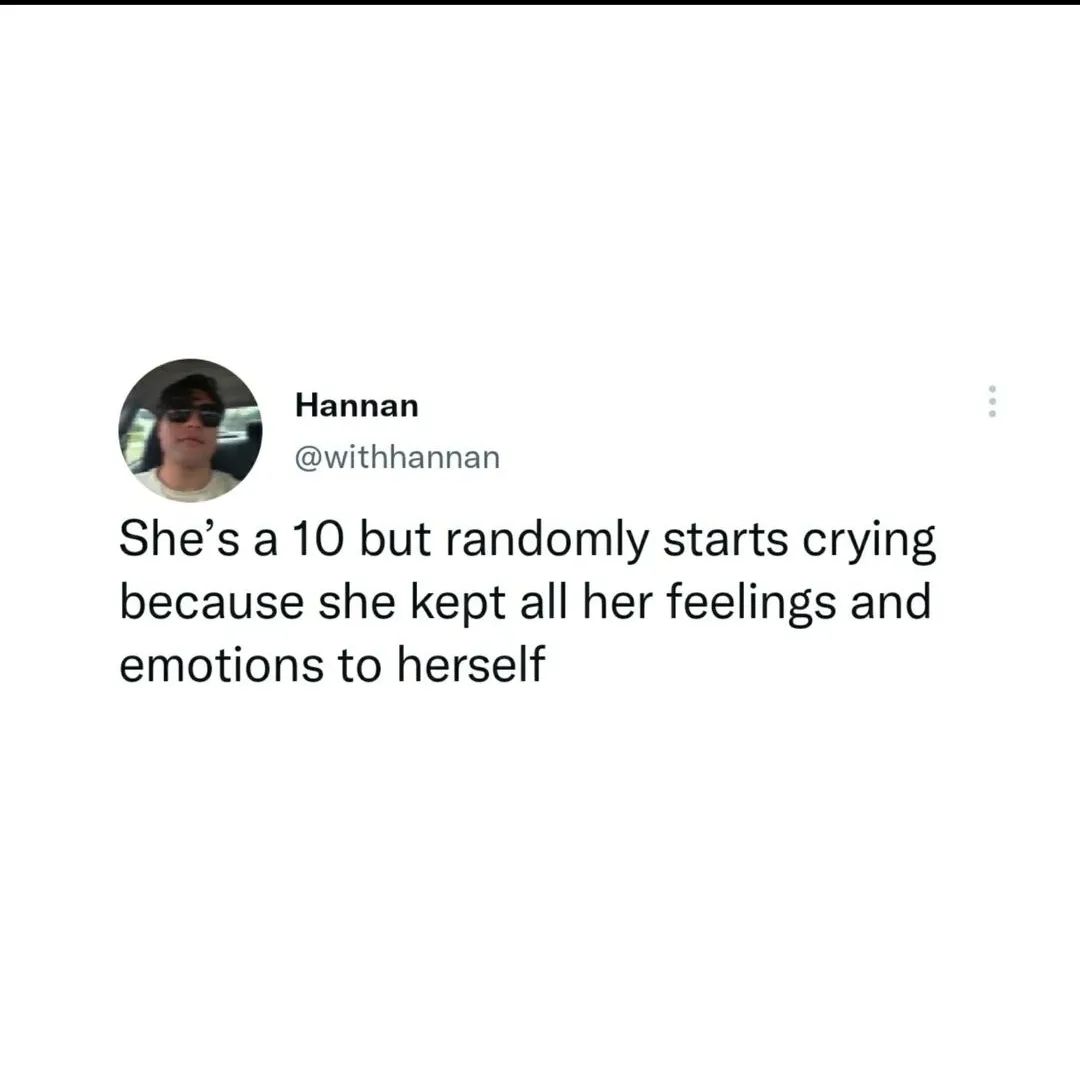 Hannan
@withhannan
She’s a 10 but randomly starts crying
because she kept all her feelings and
emotions to herself